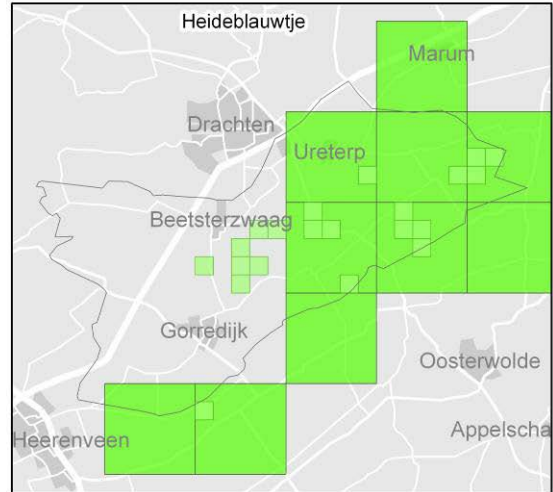 Heideblauwtje
Marum
Drachten
Ureterp
Beetsterzwaag
Gorredijk
Oosterwolde
Appelscha
Heerenveen